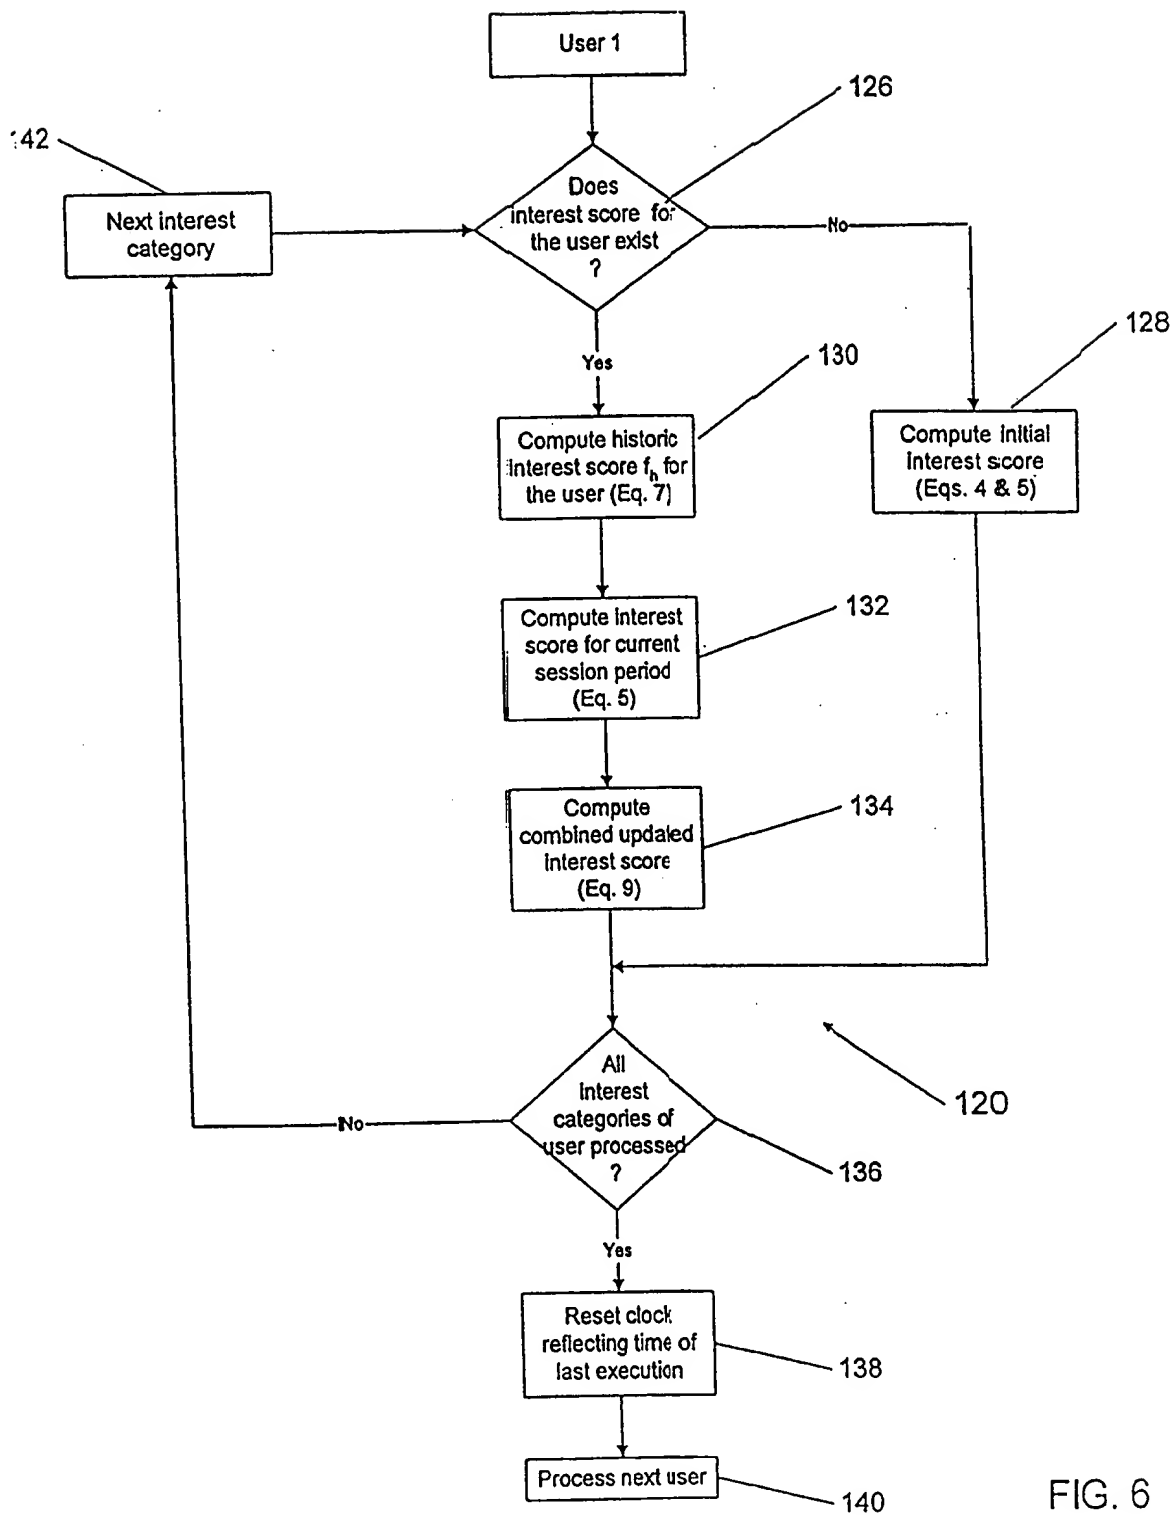 User 1
126
142
Does
interest score for
the user exist
?
No
Next interest
category
128
Yes
130
Compute historic
interest score fh for
the user (Eq. 7)
Compute initial
interest score
(Eqs. 4 & 5)
132
Compute interest
score for current
session period
(Eq. 5)
134
Compute
combined updated
interest score
(Eq. 9)
All
interest
categories of
user processed
?
120
No
136
Yes
Reset clock
reflecting time of
last execution
138
Process next user
140
FIG. 6